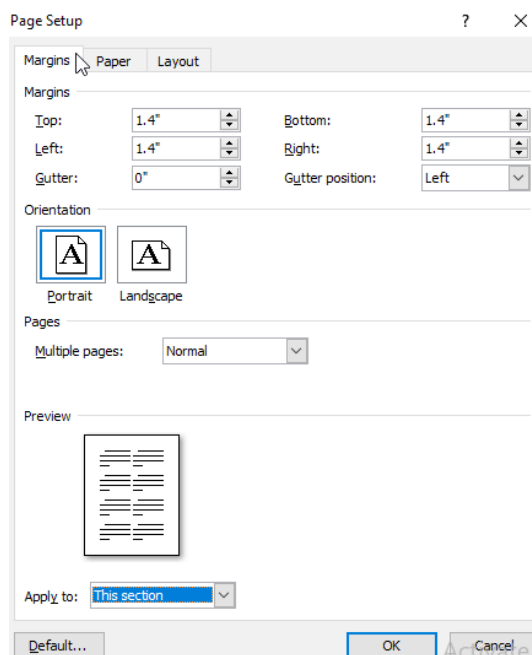 Page Setup ? ×
Margins Paper Layout
Margins
Top: 1.4" Bottom: 1.4"
Left: 1.4" Right: 1.4"
Gutter: 0" Gutter position: Left
Orientation
A A
Portrait Landscape
Pages
Multiple pages: Normal
Preview
Apply to: This section
Default... OK Cancel
Activate